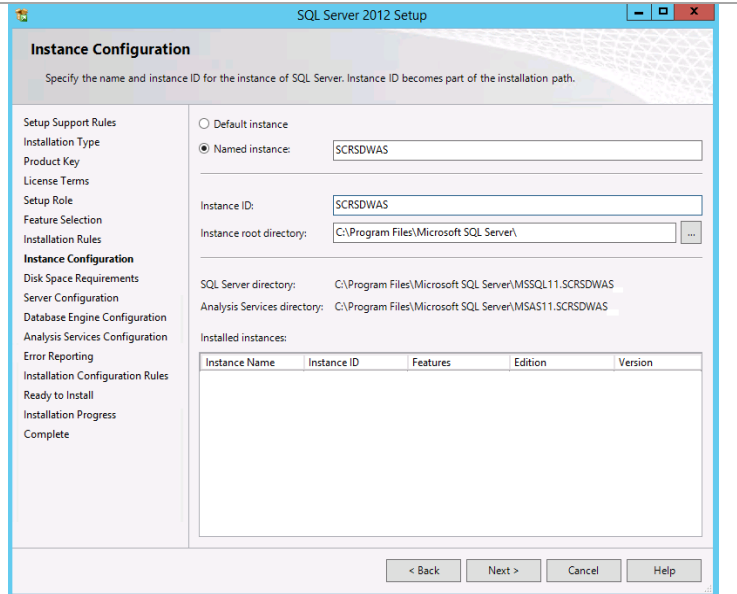 SQL Server 2012 Setup
Instance Configuration
Specify the name and instance ID for the instance of SQL Server. Instance ID becomes part of the installation path.
Setup Support Rules
Installation Type
Product Key
License Terms
Setup Role
Feature Selection
Installation Rules
Instance Configuration
Disk Space Requirements
Server Configuration
Database Engine Configuration
Analysis Services Configuration
Error Reporting
Installation Configuration Rules
Ready to Install
Installation Progress
Complete
Default instance
Named instance: SCRSDWAS
Instance ID: SCRSDWAS
Instance root directory: C:\Program Files\Microsoft SQL Server\ ...
SQL Server directory: C:\Program Files\Microsoft SQL Server\MSSQL11.SCRSDWAS
Analysis Services directory: C:\Program Files\Microsoft SQL Server\MSAS11.SCRSDWAS
Installed instances:
Instance Name Instance ID Features Edition Version
< Back Next > Cancel Help